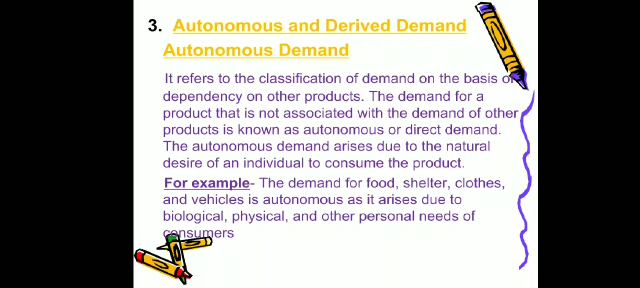 3. Autonomous and Derived Demand
Autonomous Demand
It refers to the classification of demand on the basis of
dependency on other products. The demand for a
product that is not associated with the demand of other
products is known as autonomous or direct demand.
The autonomous demand arises due to the natural
desire of an individual to consume the product.
For example- The demand for food, shelter, clothes,
and vehicles is autonomous as it arises due to
biological, physical, and other personal needs of
consumers